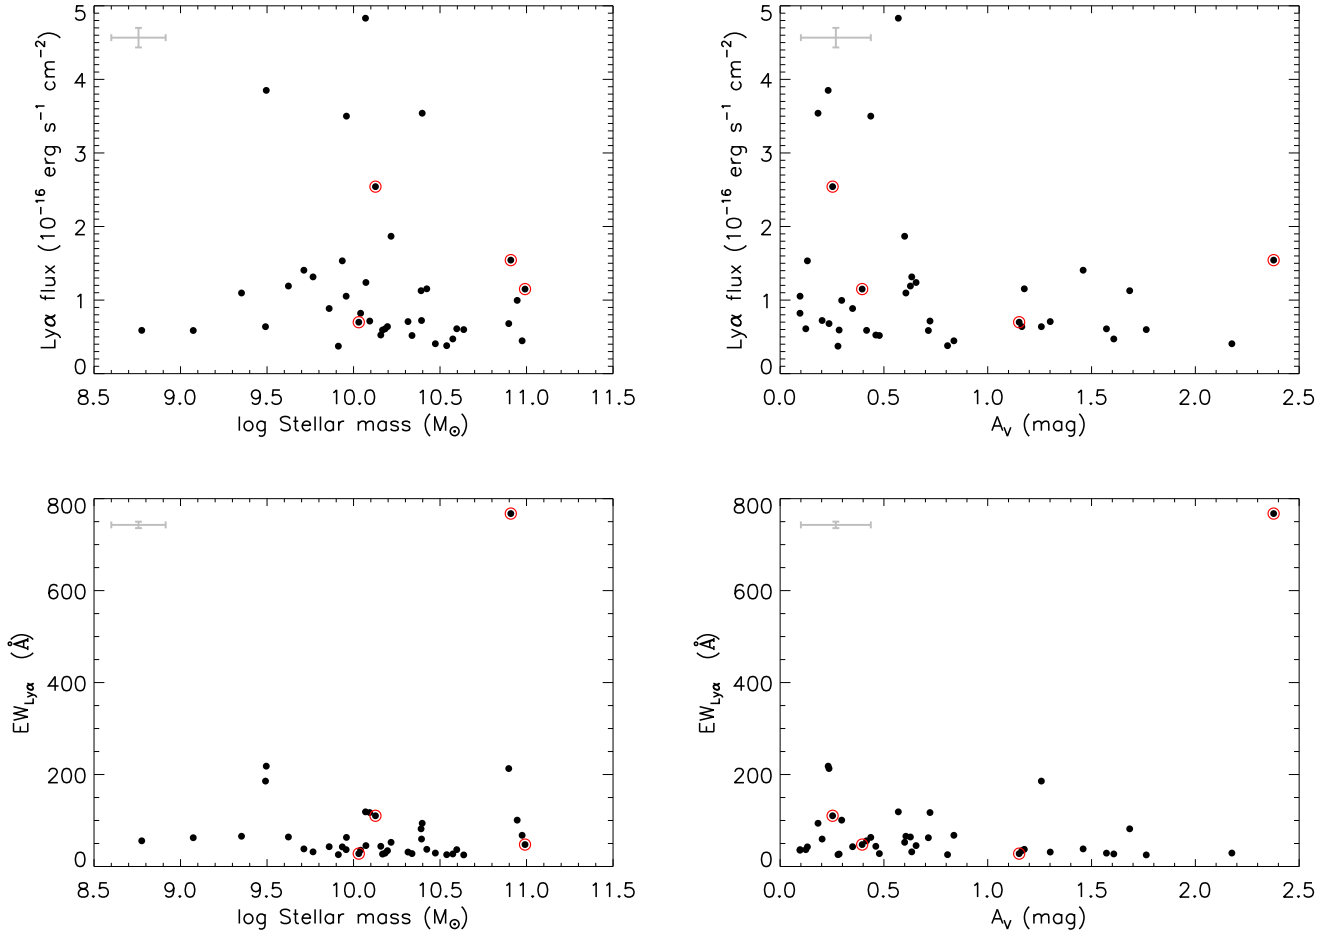 Lyα flux (10⁻¹⁶ erg s⁻¹ cm⁻²)
5
4
3
2
1
0
8.5 9.0 9.5 10.0 10.5 11.0 11.5
log Stellar mass (M⊙)
Lyα flux (10⁻¹⁶ erg s⁻¹ cm⁻²)
5
4
3
2
1
0
0.0 0.5 1.0 1.5 2.0 2.5
A_V (mag)
EW_Lyα (Å)
800
600
400
200
0
8.5 9.0 9.5 10.0 10.5 11.0 11.5
log Stellar mass (M⊙)
EW_Lyα (Å)
800
600
400
200
0
0.0 0.5 1.0 1.5 2.0 2.5
A_V (mag)